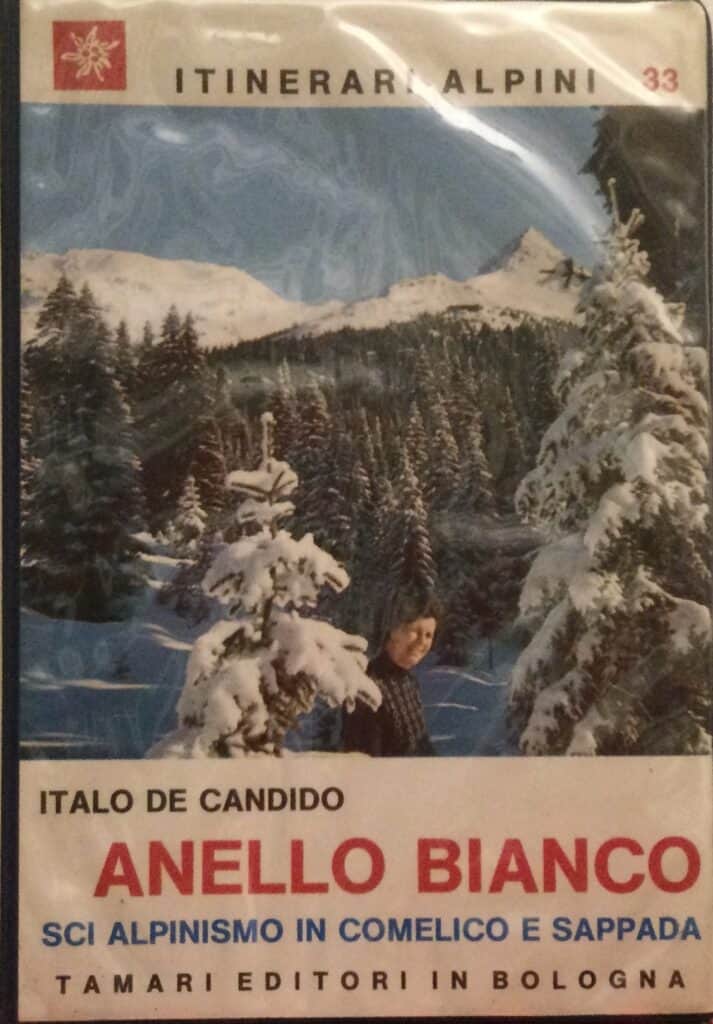 ITINERARI ALPINI 33
ITALO DE CANDIDO
ANELLO BIANCO
SCI ALPINISMO IN COMELICO E SAPPADA
TAMARI EDITORI IN BOLOGNA